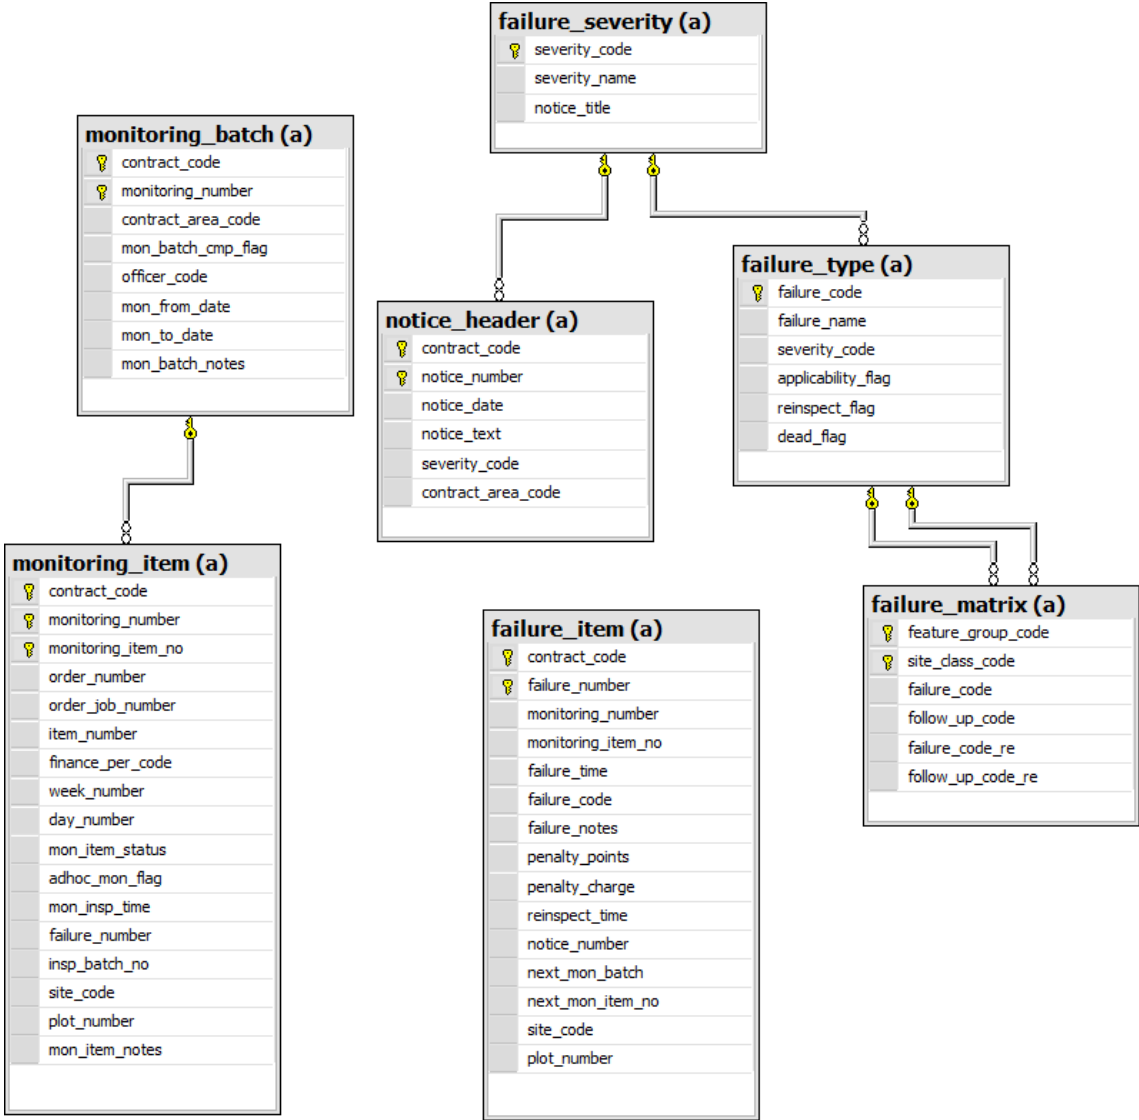 failure_severity (a)
severity_code
severity_name
notice_title
monitoring_batch (a)
contract_code
monitoring_number
contract_area_code
mon_batch_cmp_flag
officer_code
mon_from_date
mon_to_date
mon_batch_notes
notice_header (a)
contract_code
notice_number
notice_date
notice_text
severity_code
contract_area_code
failure_type (a)
failure_code
failure_name
severity_code
applicability_flag
reinspect_flag
dead_flag
monitoring_item (a)
contract_code
monitoring_number
monitoring_item_no
order_number
order_job_number
item_number
finance_per_code
week_number
day_number
mon_item_status
adhoc_mon_flag
mon_insp_time
failure_number
insp_batch_no
site_code
plot_number
mon_item_notes
failure_item (a)
contract_code
failure_number
monitoring_number
monitoring_item_no
failure_time
failure_code
failure_notes
penalty_points
penalty_charge
reinspect_time
notice_number
next_mon_batch
next_mon_item_no
site_code
plot_number
failure_matrix (a)
feature_group_code
site_class_code
failure_code
follow_up_code
failure_code_re
follow_up_code_re